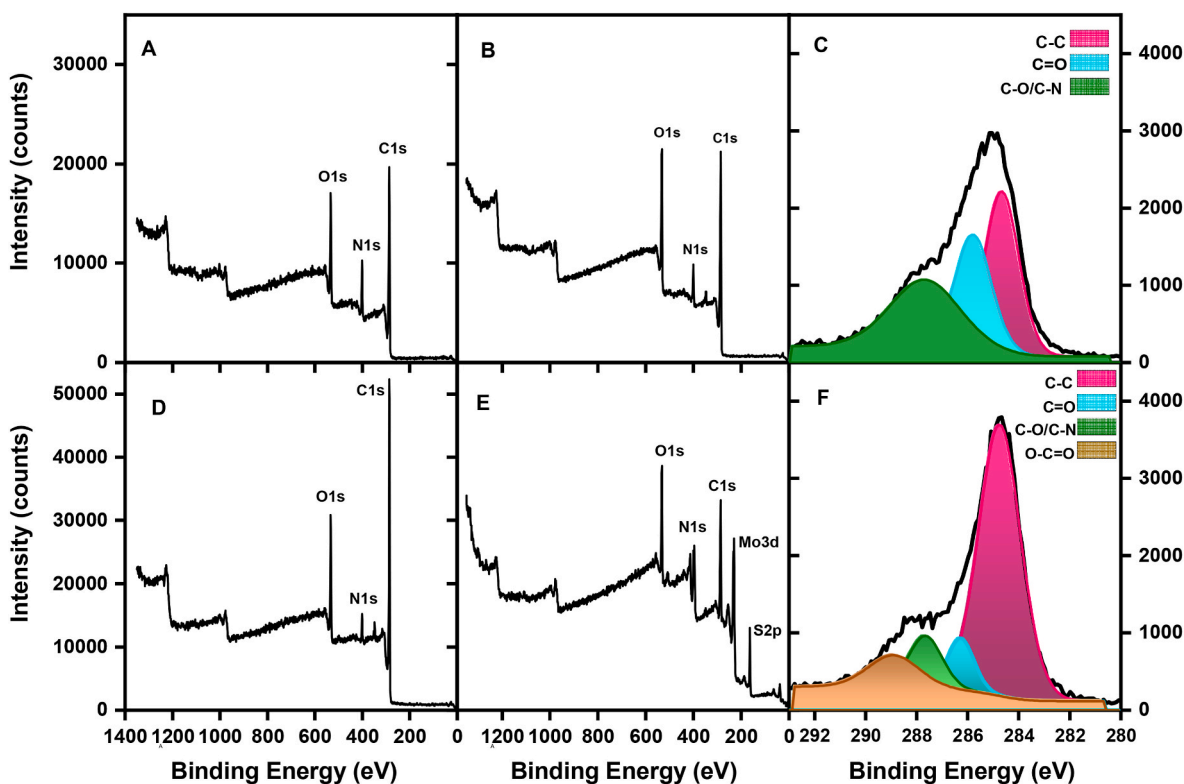 A
B
C
C-C
C=O
C-O/C-N
O1s
N1s
C1s
O1s
N1s
C1s
Intensity (counts)
30000
20000
10000
0
4000
3000
2000
1000
0
D
E
F
C-C
C=O
C-O/C-N
O-C=O
O1s
N1s
C1s
O1s
N1s
C1s
Mo3d
S2p
Intensity (counts)
50000
40000
30000
20000
10000
0
4000
3000
2000
1000
0
1400 1200 1000 800 600 400 200 0 1200 1000 800 600 400 200 0 292 288 284 280
^ ^
Binding Energy (eV) Binding Energy (eV) Binding Energy (eV)